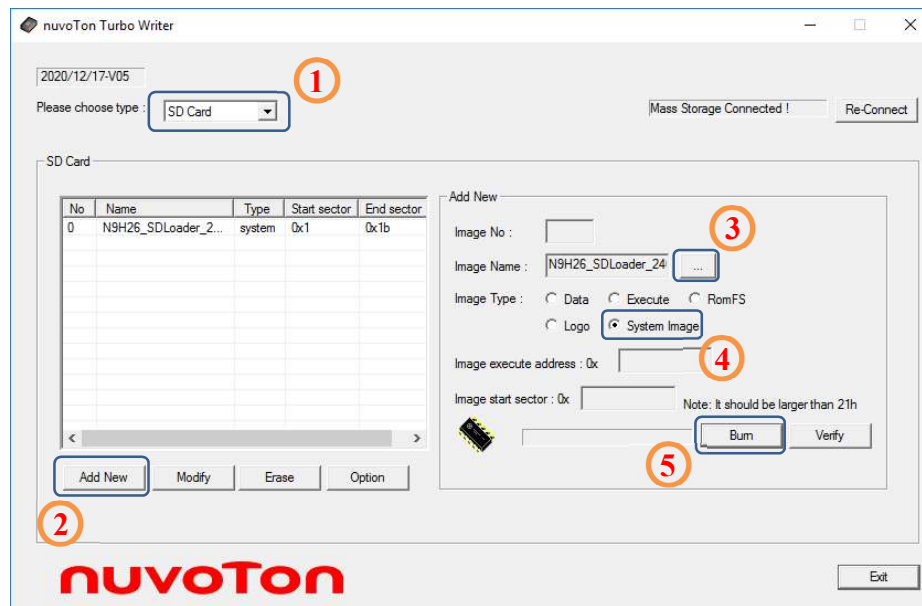 nuvoTon Turbo Writer
2020/12/17-V05
1
Please choose type :
SD Card
Mass Storage Connected !
Re-Connect
SD Card
No Name Type Start sector End sector
0 N9H26_SDLoader_2... system 0x1 0x1b
Add New
Image No :
3
Image Name : N9H26_SDLoader_24 ...
Image Type : Data Execute RomFS
Logo System Image
4
Image execute address : 0x
Image start sector : 0x
Note: It should be larger than 21h
Burn Verify
5
Add New Modify Erase Option
2
nuvoTon
Exit